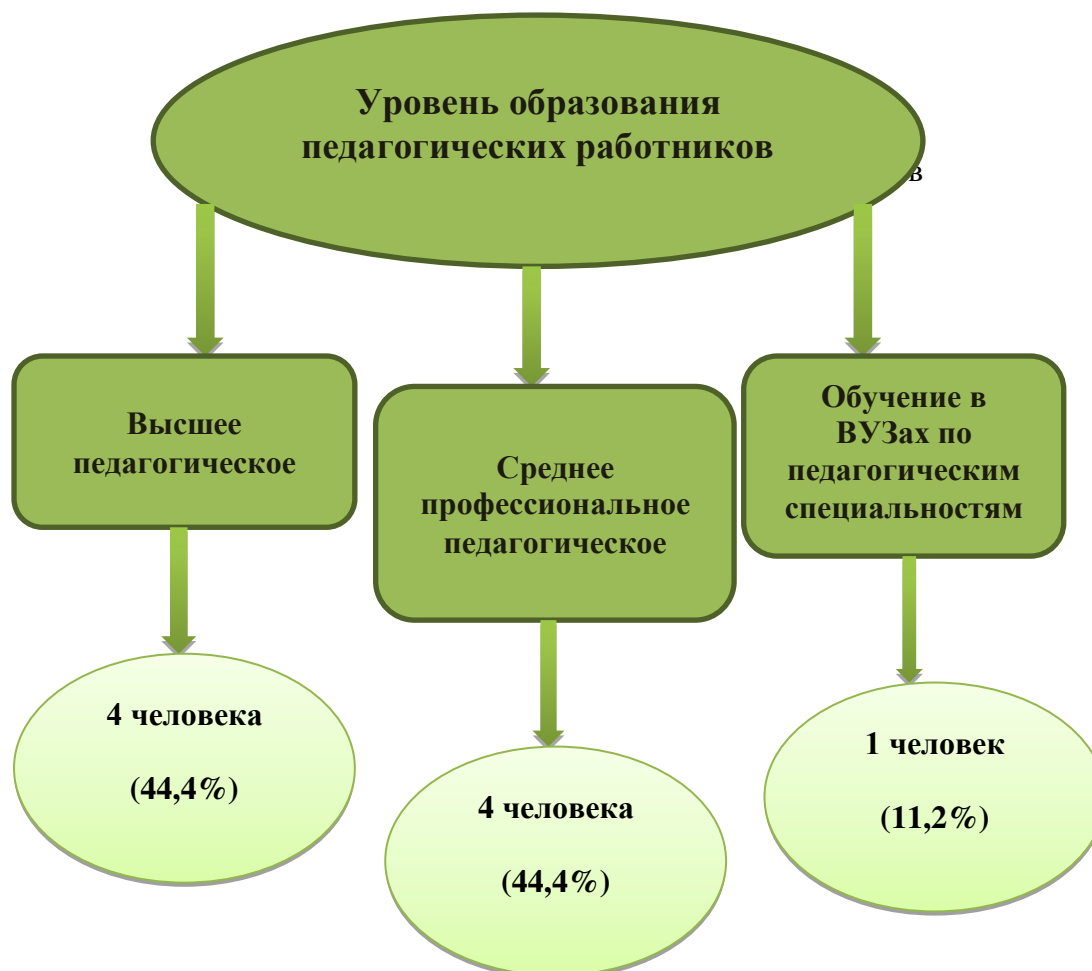 Уровень образования
педагогических работников
в
Высшее
педагогическое
Среднее
профессиональное
педагогическое
Обучение в
ВУЗах по
педагогическим
специальностям
4 человека
(44,4%)
4 человека
(44,4%)
1 человек
(11,2%)